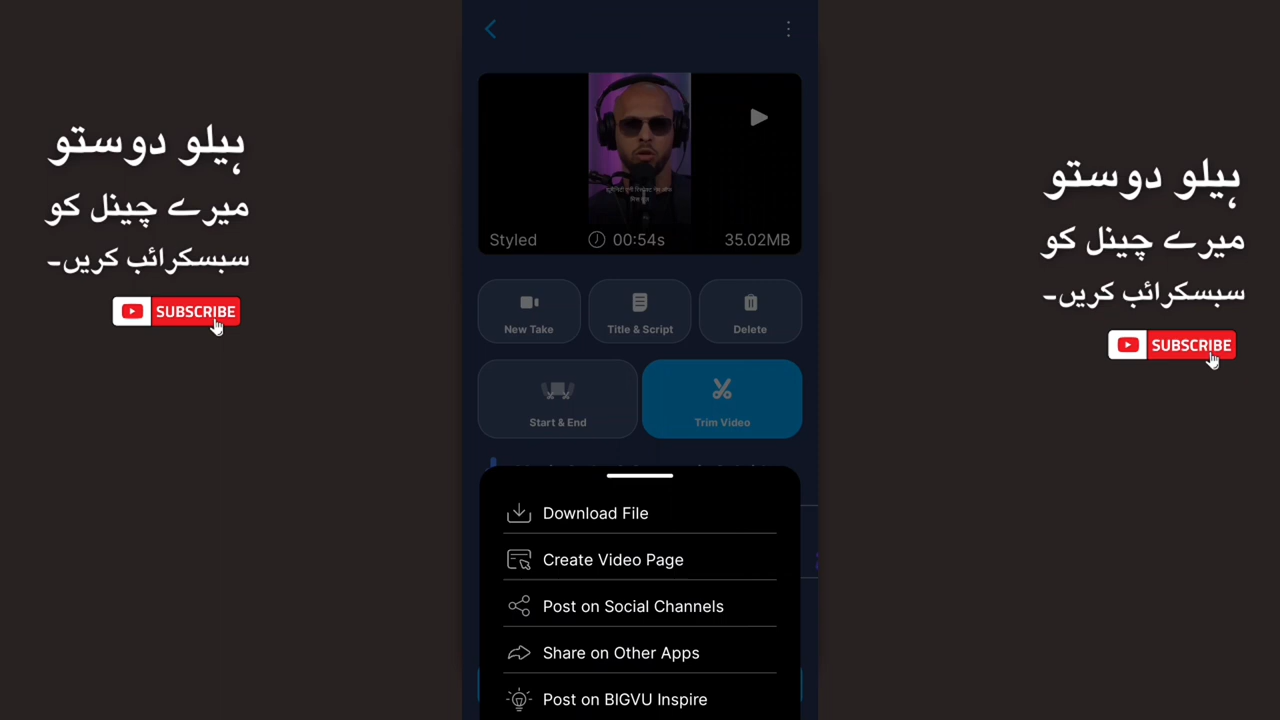 ہیلو دوستو
میرے چینل کو
سبسکرائب کریں۔
SUBSCRIBE
Styled
00:54s
35.02MB
New Take
Title & Script
Delete
Start & End
Trim Video
Download File
Create Video Page
Post on Social Channels
Share on Other Apps
Post on BIGVU Inspire
ہیلو دوستو
میرے چینل کو
سبسکرائب کریں۔
SUBSCRIBE